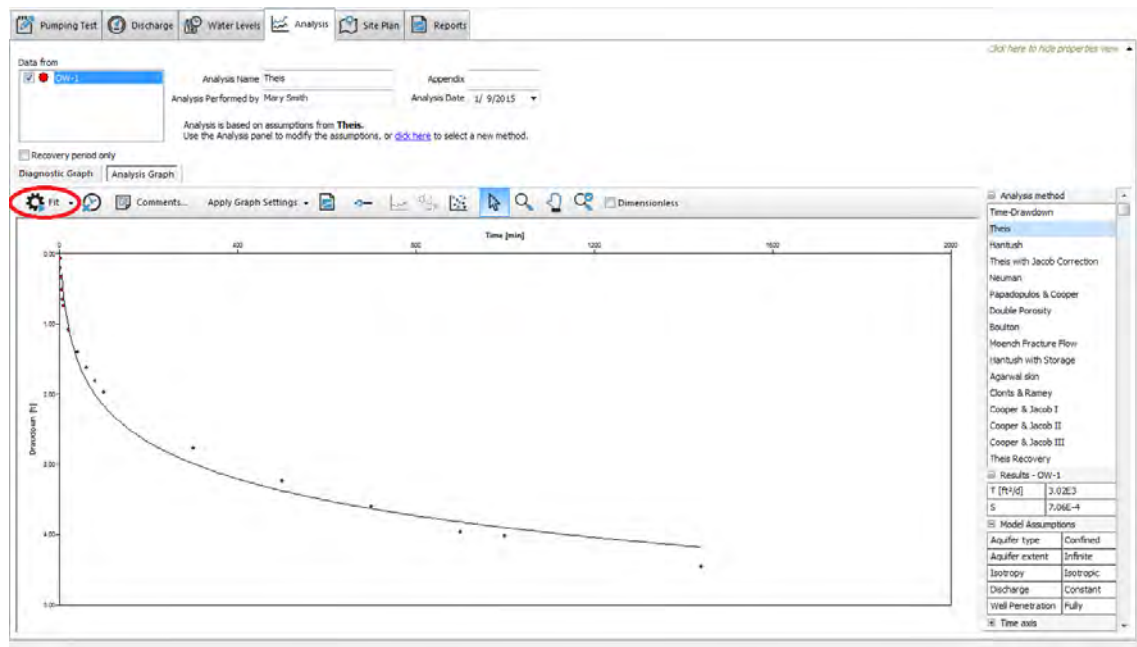 Pumping Test Discharge Water Levels Analysis Site Plan Reports
Click here to hide properties view
Data from
OW-1
Analysis Name Theis Appendix
Analysis Performed by Mary Smith Analysis Date 1/ 9/2015
Analysis is based on assumptions from Theis.
Use the Analysis panel to modify the assumptions, or click here to select a new method.
Recovery period only
Diagnostic Graph Analysis Graph
Fit Comments... Apply Graph Settings Dimensionless
Time [min]
0 400 800 1200 1600 2000
0.00
1.00
2.00
3.00
4.00
5.00
Drawdown [ft]
Analysis method
Time-Drawdown
Theis
Hantush
Theis with Jacob Correction
Neuman
Papadopulos & Cooper
Double Porosity
Boulton
Moench Fracture Flow
Hantush with Storage
Agarwal skin
Clonts & Ramey
Cooper & Jacob I
Cooper & Jacob II
Cooper & Jacob III
Theis Recovery
Results - OW-1
T [ft²/d] 3.02E3
S 7.06E-4
Model Assumptions
Aquifer type Confined
Aquifer extent Infinite
Isotropy Isotropic
Discharge Constant
Well Penetration Fully
Time axis